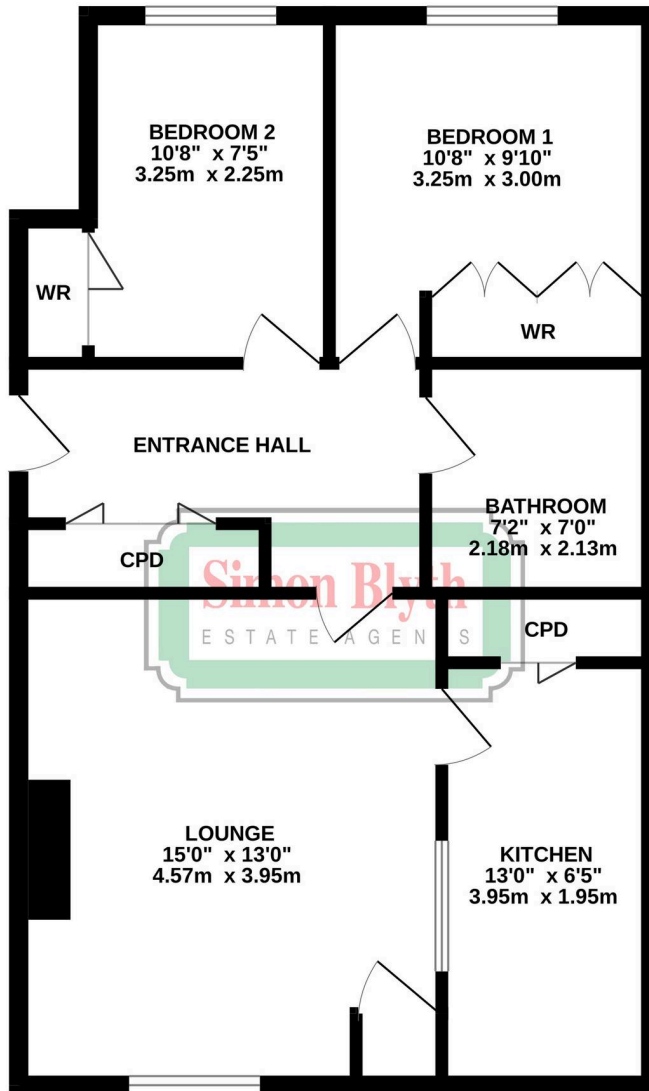 BEDROOM 2
10'8" x 7'5"
3.25m x 2.25m
BEDROOM 1
10'8" x 9'10"
3.25m x 3.00m
WR
WR
ENTRANCE HALL
BATHROOM
7'2" x 7'0"
2.18m x 2.13m
CPD
Simon Blyth
ESTATE AGENTS
CPD
LOUNGE
15'0" x 13'0"
4.57m x 3.95m
KITCHEN
13'0" x 6'5"
3.95m x 1.95m